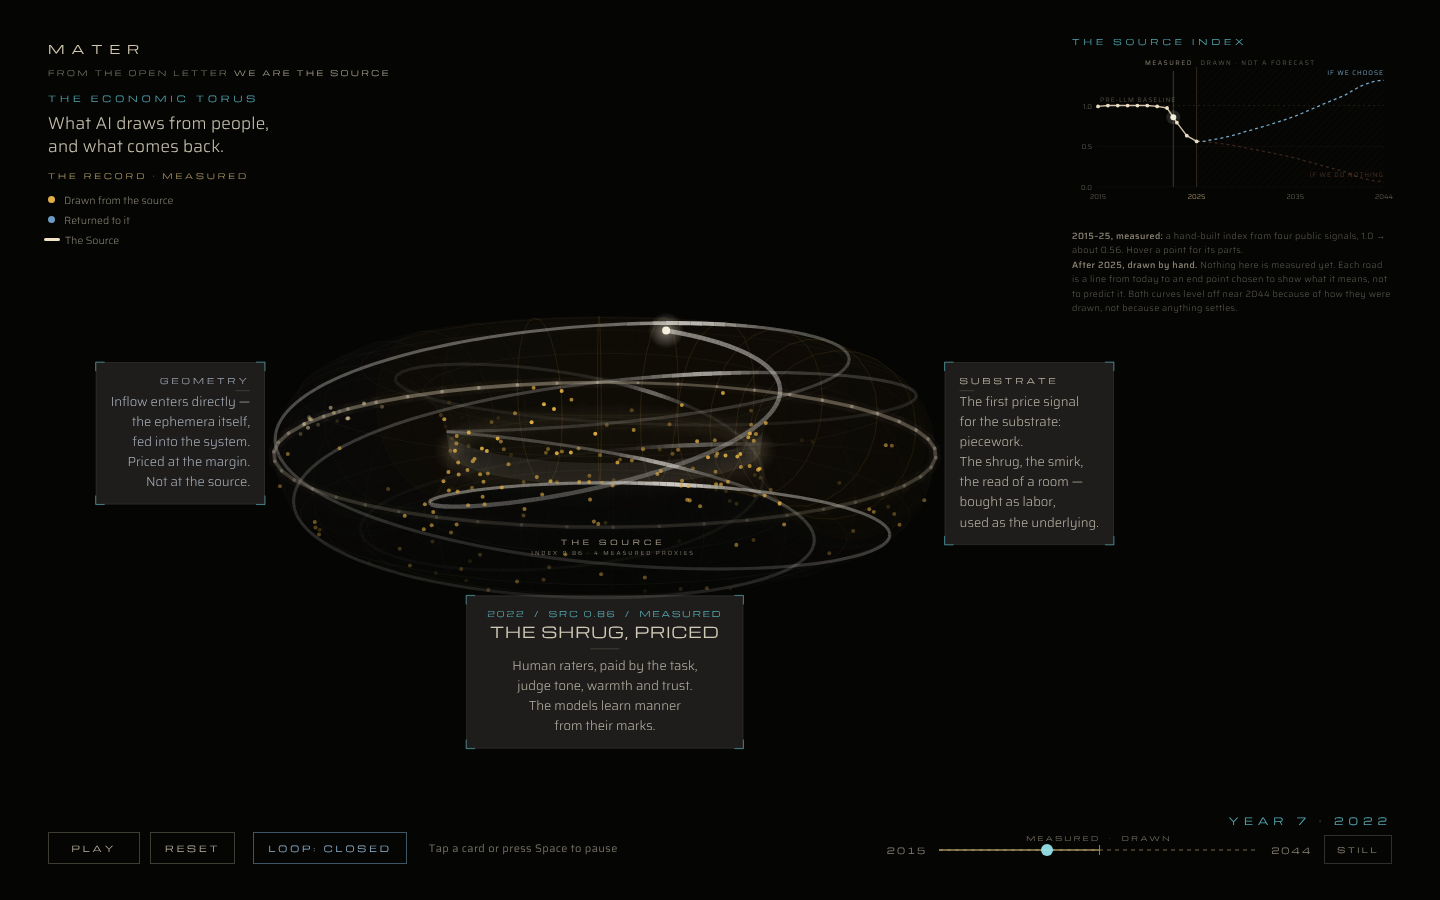 MATER
FROM THE OPEN LETTER WE ARE THE SOURCE
THE ECONOMIC TORUS
What AI draws from people,
and what comes back.
THE RECORD · MEASURED
Drawn from the source
Returned to it
The Source
THE SOURCE INDEX
MEASURED DRAWN · NOT A FORECAST
IF WE CHOOSE
PRE-LLM BASELINE
1.0
0.5
IF WE DO NOTHING
0.0
2015 2025 2035 2044
2015–25, measured: a hand-built index from four public signals, 1.0 →
about 0.56. Hover a point for its parts.
After 2025, drawn by hand. Nothing here is measured yet. Each road
is a line from today to an end point chosen to show what it means, not
to predict it. Both curves level off near 2044 because of how they were
drawn, not because anything settles.
GEOMETRY
Inflow enters directly —
the ephemera itself,
fed into the system.
Priced at the margin.
Not at the source.
SUBSTRATE
The first price signal
for the substrate:
piecework.
The shrug, the smirk,
the read of a room —
bought as labor,
used as the underlying.
THE SOURCE
INDEX 0.86 · 4 MEASURED PROXIES
2022 / SRC 0.86 / MEASURED
THE SHRUG, PRICED
Human raters, paid by the task,
judge tone, warmth and trust.
The models learn manner
from their marks.
PLAY
RESET
LOOP: CLOSED
Tap a card or press Space to pause
YEAR 7 · 2022
MEASURED · DRAWN
2015
2044
STILL